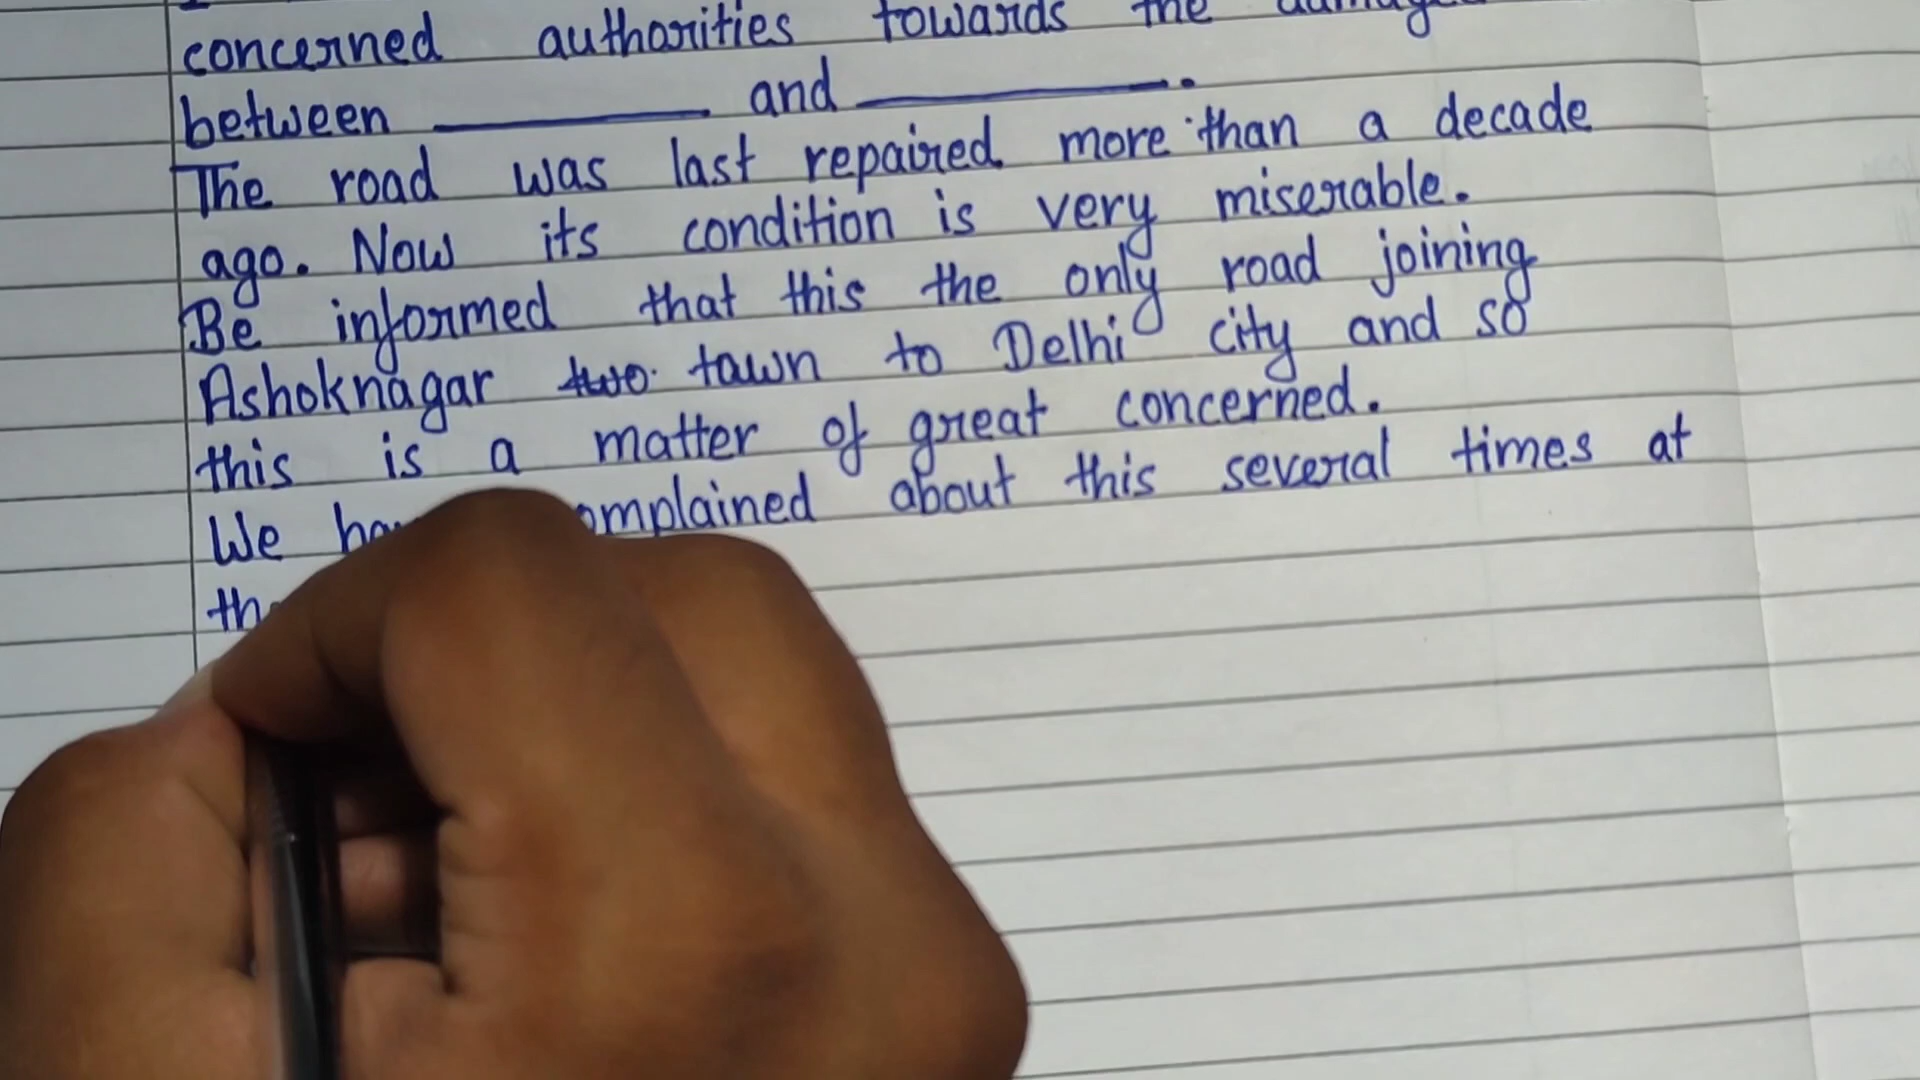 concerned authorities towards the
between ________ and ________.
The road was last repaired more than a decade
ago. Now its condition is very miserable.
Be informed that this the only road joining
Ashoknagar two tawn to Delhi city and so
this is a matter of great concerned.
We about this several times at